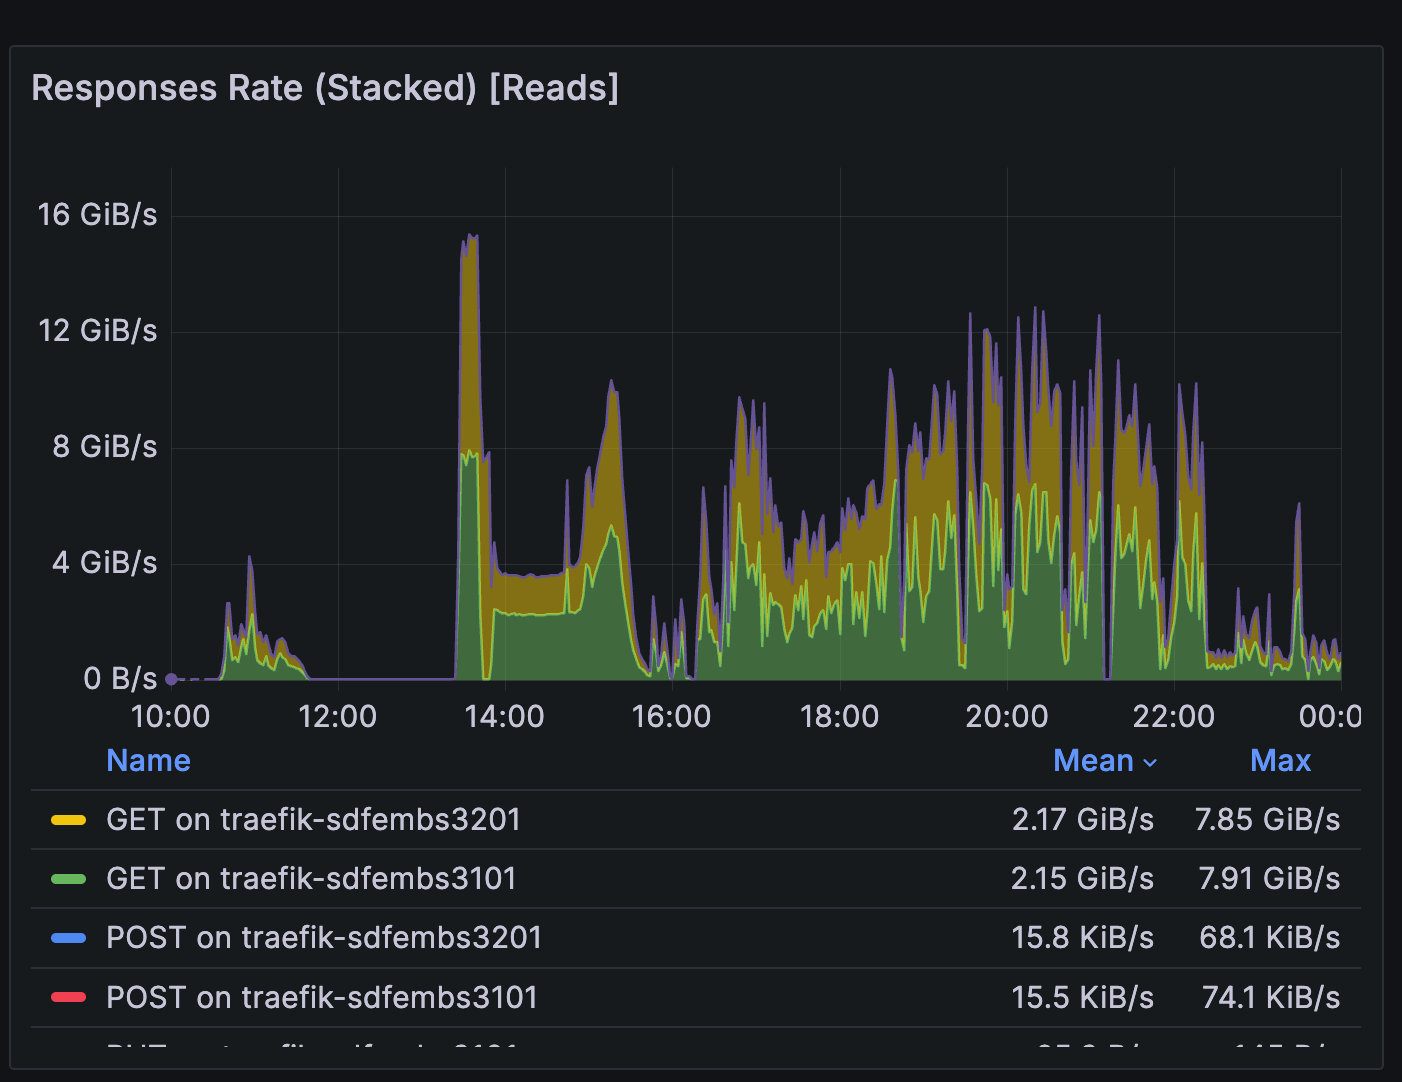 Responses Rate (Stacked) [Reads]
16 GiB/s
12 GiB/s
8 GiB/s
4 GiB/s
0 B/s
10:00 12:00 14:00 16:00 18:00 20:00 22:00 00:0
Name Mean Max
GET on traefik-sdfembs3201 2.17 GiB/s 7.85 GiB/s
GET on traefik-sdfembs3101 2.15 GiB/s 7.91 GiB/s
POST on traefik-sdfembs3201 15.8 KiB/s 68.1 KiB/s
POST on traefik-sdfembs3101 15.5 KiB/s 74.1 KiB/s